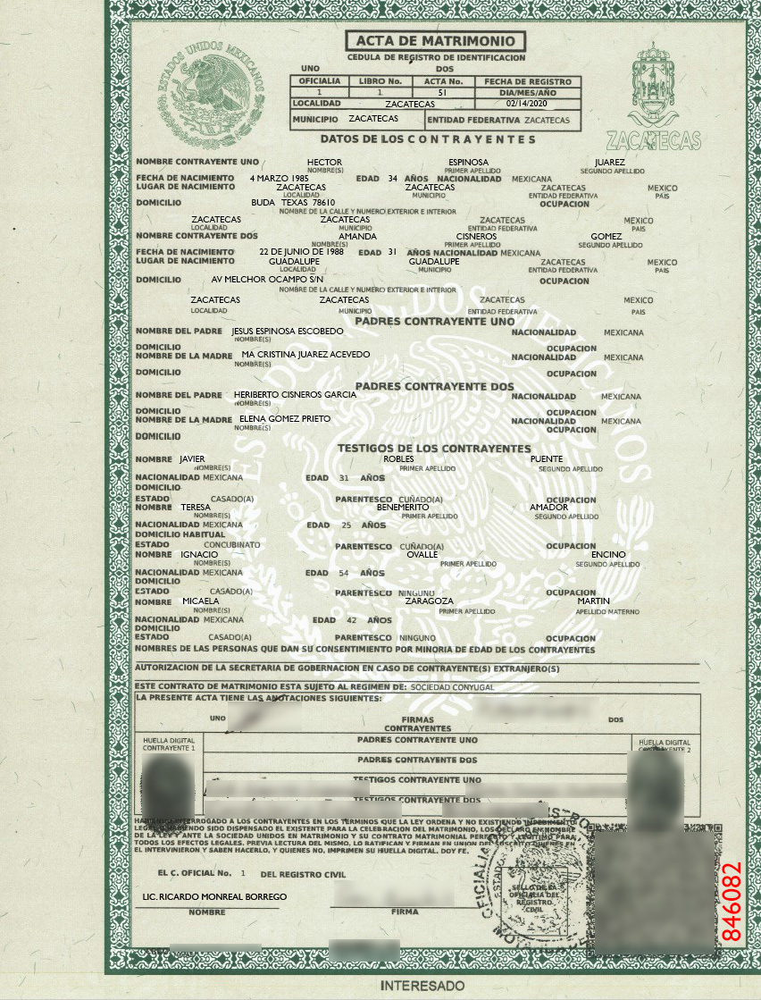 ACTA DE MATRIMONIO
CEDULA DE REGISTRO DE IDENTIFICACION
ESTADOS UNIDOS MEXICANOS
ZACATECAS
UNO DOS
OFICIALIA LIBRO No. ACTA No. FECHA DE REGISTRO
1 1 51 DIA/MES/AÑO
LOCALIDAD ZACATECAS 02/14/2020
MUNICIPIO ZACATECAS ENTIDAD FEDERATIVA ZACATECAS
DATOS DE LOS CONTRAYENTES
NOMBRE CONTRAYENTE UNO HECTOR ESPINOSA JUAREZ
NOMBRE(S) PRIMER APELLIDO SEGUNDO APELLIDO
FECHA DE NACIMIENTO 4 MARZO 1985 EDAD 34 AÑOS NACIONALIDAD MEXICANA
LUGAR DE NACIMIENTO ZACATECAS ZACATECAS ZACATECAS MEXICO
LOCALIDAD MUNICIPIO ENTIDAD FEDERATIVA PAIS
DOMICILIO BUDA TEXAS 78610 OCUPACION
NOMBRE DE LA CALLE Y NUMERO EXTERIOR E INTERIOR
ZACATECAS ZACATECAS ZACATECAS MEXICO
LOCALIDAD MUNICIPIO ENTIDAD FEDERATIVA PAIS
NOMBRE CONTRAYENTE DOS AMANDA CISNEROS GOMEZ
NOMBRE(S) PRIMER APELLIDO SEGUNDO APELLIDO
FECHA DE NACIMIENTO 22 DE JUNIO DE 1988 EDAD 31 AÑOS NACIONALIDAD MEXICANA
LUGAR DE NACIMIENTO GUADALUPE GUADALUPE ZACATECAS MEXICO
LOCALIDAD MUNICIPIO ENTIDAD FEDERATIVA PAIS
DOMICILIO AV MELCHOR OCAMPO S/N OCUPACION
NOMBRE DE LA CALLE Y NUMERO EXTERIOR E INTERIOR
ZACATECAS ZACATECAS ZACATECAS MEXICO
LOCALIDAD MUNICIPIO ENTIDAD FEDERATIVA PAIS
PADRES CONTRAYENTE UNO
NOMBRE DEL PADRE JESUS ESPINOSA ESCOBEDO NACIONALIDAD MEXICANA
NOMBRE(S)
DOMICILIO OCUPACION
NOMBRE DE LA MADRE MA CRISTINA JUAREZ ACEVEDO NACIONALIDAD MEXICANA
NOMBRE(S)
DOMICILIO OCUPACION
PADRES CONTRAYENTE DOS
NOMBRE DEL PADRE HERIBERTO CISNEROS GARCIA NACIONALIDAD MEXICANA
NOMBRE(S)
DOMICILIO OCUPACION
NOMBRE DE LA MADRE ELENA GOMEZ PRIETO NACIONALIDAD MEXICANA
NOMBRE(S) OCUPACION
DOMICILIO
TESTIGOS DE LOS CONTRAYENTES
NOMBRE JAVIER ROBLES PUENTE
NOMBRE(S) PRIMER APELLIDO SEGUNDO APELLIDO
NACIONALIDAD MEXICANA EDAD 31 AÑOS
DOMICILIO
ESTADO CASADO(A) PARENTESCO CUÑADO(A) OCUPACION
NOMBRE TERESA BENEMERITO AMADOR
NOMBRE(S) PRIMER APELLIDO SEGUNDO APELLIDO
NACIONALIDAD MEXICANA EDAD 25 AÑOS
DOMICILIO HABITUAL
ESTADO CONCUBINATO PARENTESCO CUÑADO(A) OCUPACION
NOMBRE IGNACIO OVALLE ENCINO
NOMBRE(S) PRIMER APELLIDO SEGUNDO APELLIDO
NACIONALIDAD MEXICANA EDAD 54 AÑOS
DOMICILIO
ESTADO CASADO(A) PARENTESCO NINGUNO OCUPACION
NOMBRE MICAELA ZARAGOZA MARTIN
NOMBRE(S) PRIMER APELLIDO APELLIDO MATERNO
NACIONALIDAD MEXICANA EDAD 42 AÑOS
DOMICILIO
ESTADO CASADO(A) PARENTESCO NINGUNO OCUPACION
NOMBRES DE LAS PERSONAS QUE DAN SU CONSENTIMIENTO POR MINORIA DE EDAD DE LOS CONTRAYENTES
AUTORIZACION DE LA SECRETARIA DE GOBERNACION EN CASO DE CONTRAYENTE(S) EXTRANJERO(S)
ESTE CONTRATO DE MATRIMONIO ESTA SUJETO AL REGIMEN DE: SOCIEDAD CONYUGAL
LA PRESENTE ACTA TIENE LAS ANOTACIONES SIGUIENTES:
UNO FIRMAS DOS
CONTRAYENTES
HUELLA DIGITAL PADRES CONTRAYENTE UNO HUELLA DIGITAL
CONTRAYENTE 1 CONTRAYENTE 2
PADRES CONTRAYENTE DOS
TESTIGOS CONTRAYENTE UNO
TESTIGOS CONTRAYENTE DOS
INTERROGADO A LOS CONTRAYENTES EN LOS TERMINOS QUE LA LEY ORDENA Y NO EXISTIENDO IMPEDIMENTO
LEGAL SIENDO SIDO DISPENSADO EL EXISTENTE PARA LA CELEBRACION DEL MATRIMONIO, LOS DECLARO EN NOMBRE
DE LA LEY ANTE LA SOCIEDAD UNIDOS EN MATRIMONIO Y SU CONTRATO MATRIMONIAL PERFECTO Y LEGITIMO PARA
TODOS LOS EFECTOS LEGALES. PREVIA LECTURA DEL MISMO, LO RATIFICAN Y FIRMAN EN UNION DEL SUSCRITO QUIENES EN
EL INTERVINIERON Y SABEN HACERLO, Y QUIENES NO, IMPRIMEN SU HUELLA DIGITAL. DOY FE.
EL C. OFICIAL No. 1 DEL REGISTRO CIVIL
LIC. RICARDO MONREAL BORREGO
NOMBRE FIRMA
SELLO DE LA
OFICIALIA DEL
REGISTRO
CIVIL
846082
INTERESADO